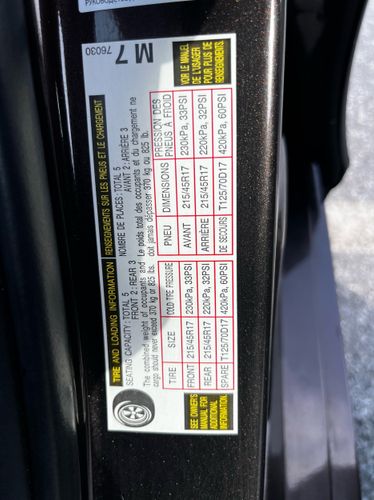 TIRE AND LOADING INFORMATION
RENSEIGNEMENTS SUR LES PNEUS ET LE CHARGEMENT
SEATING CAPACITY: TOTAL 5
FRONT 2 : REAR 3
The combined weight of occupants and
cargo should never exceed 370 kg or 825 lbs.
NOMBRE DE PLACES: TOTAL 5
AVANT 2 : ARRIÈRE 3
Le poids total des occupants et du chargement ne
doit jamais dépasser 370 kg ou 825 lb.
TIRE SIZE COLD TIRE PRESSURE
FRONT 215/45R17 230kPa, 33PSI
REAR 215/45R17 220kPa, 32PSI
SPARE T125/70D17 420kPa, 60PSI
PNEU DIMENSIONS PRESSION DES PNEUS À FROID
AVANT 215/45R17 230kPa, 33PSI
ARRIÈRE 215/45R17 220kPa, 32PSI
DE SECOURS T125/70D17 420kPa, 60PSI
SEE OWNER'S
MANUAL FOR
ADDITIONAL
INFORMATION
VOIR LE MANUEL
DE L'USAGER
POUR PLUS DE
RENSEIGNEMENTS.
76030
M 7